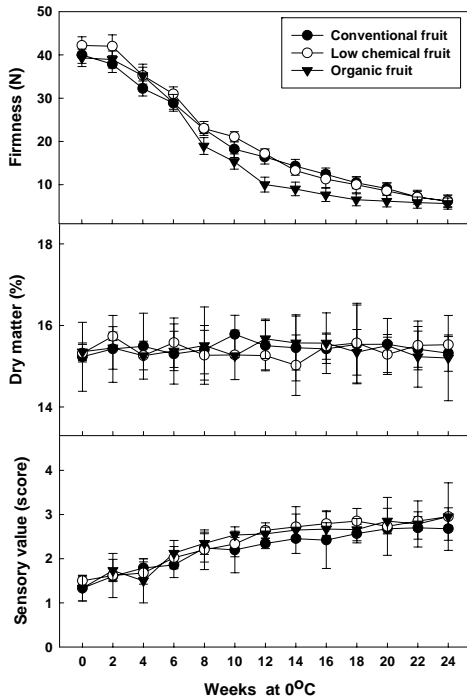 50
40
30
20
10
Firmness (N)
Conventional fruit
Low chemical fruit
Organic fruit
18
16
14
Dry matter (%)
4
3
2
1
0
Sensory value (score)
0 2 4 6 8 10 12 14 16 18 20 22 24
Weeks at 0ºC